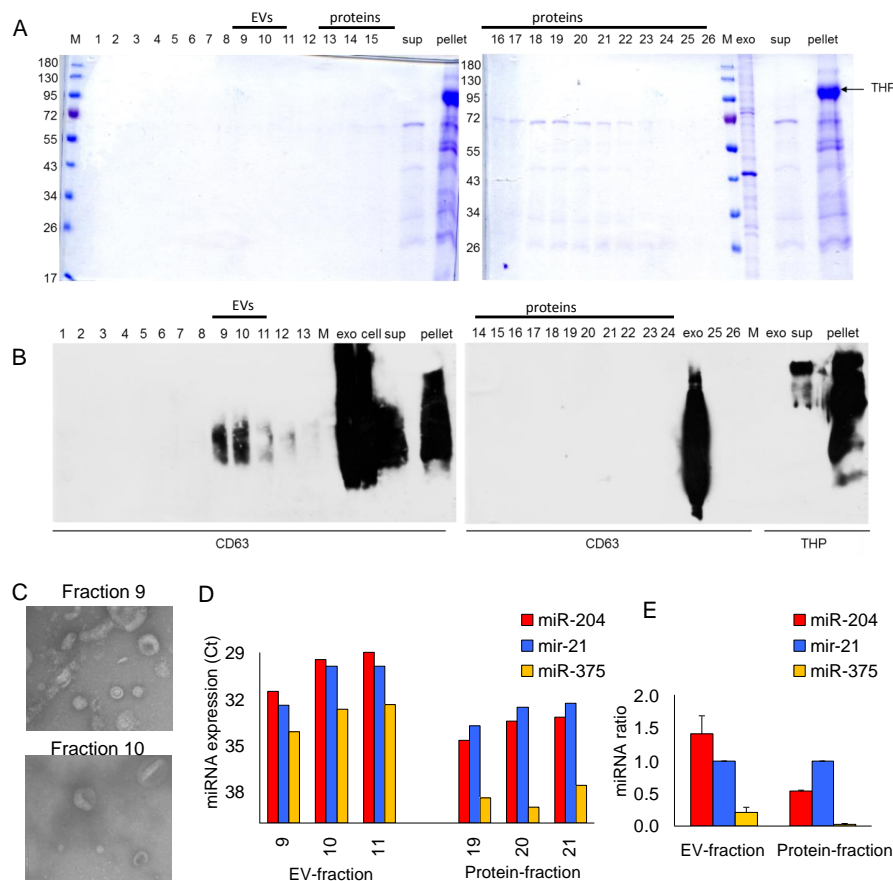 A
EVs proteins
M 1 2 3 4 5 6 7 8 9 10 11 12 13 14 15 sup pellet
180
130
95
72
55
43
34
26
17
proteins
16 17 18 19 20 21 22 23 24 25 26 M exo sup pellet
180
130
95
72
55
43
34
26
THP
B
EVs
1 2 3 4 5 6 7 8 9 10 11 12 13 M exo cell sup pellet
CD63
proteins
14 15 16 17 18 19 20 21 22 23 24 exo 25 26 M exo sup pellet
CD63 THP
C
Fraction 9
Fraction 10
D
miR-204
mir-21
miR-375
miRNA expression (Ct)
29
32
35
38
9 10 11 19 20 21
EV-fraction Protein-fraction
E
miR-204
mir-21
miR-375
miRNA ratio
2.0
1.5
1.0
0.5
0.0
EV-fraction Protein-fraction